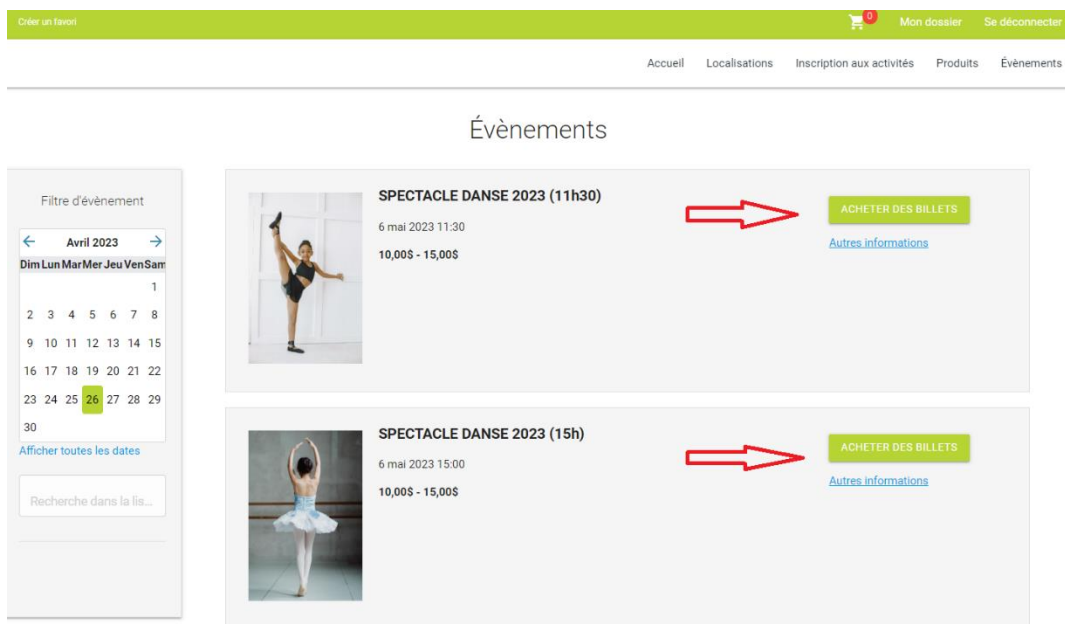 Créer un favori
0 Mon dossier Se déconnecter
Accueil Localisations Inscription aux activités Produits Évènements
Évènements
Filtre d'évènement
Avril 2023
Dim Lun Mar Mer Jeu Ven Sam
1
2 3 4 5 6 7 8
9 10 11 12 13 14 15
16 17 18 19 20 21 22
23 24 25 26 27 28 29
30
Afficher toutes les dates
Recherche dans la lis...
SPECTACLE DANSE 2023 (11h30)
6 mai 2023 11:30
10,00$ - 15,00$
ACHETER DES BILLETS
Autres informations
SPECTACLE DANSE 2023 (15h)
6 mai 2023 15:00
10,00$ - 15,00$
ACHETER DES BILLETS
Autres informations